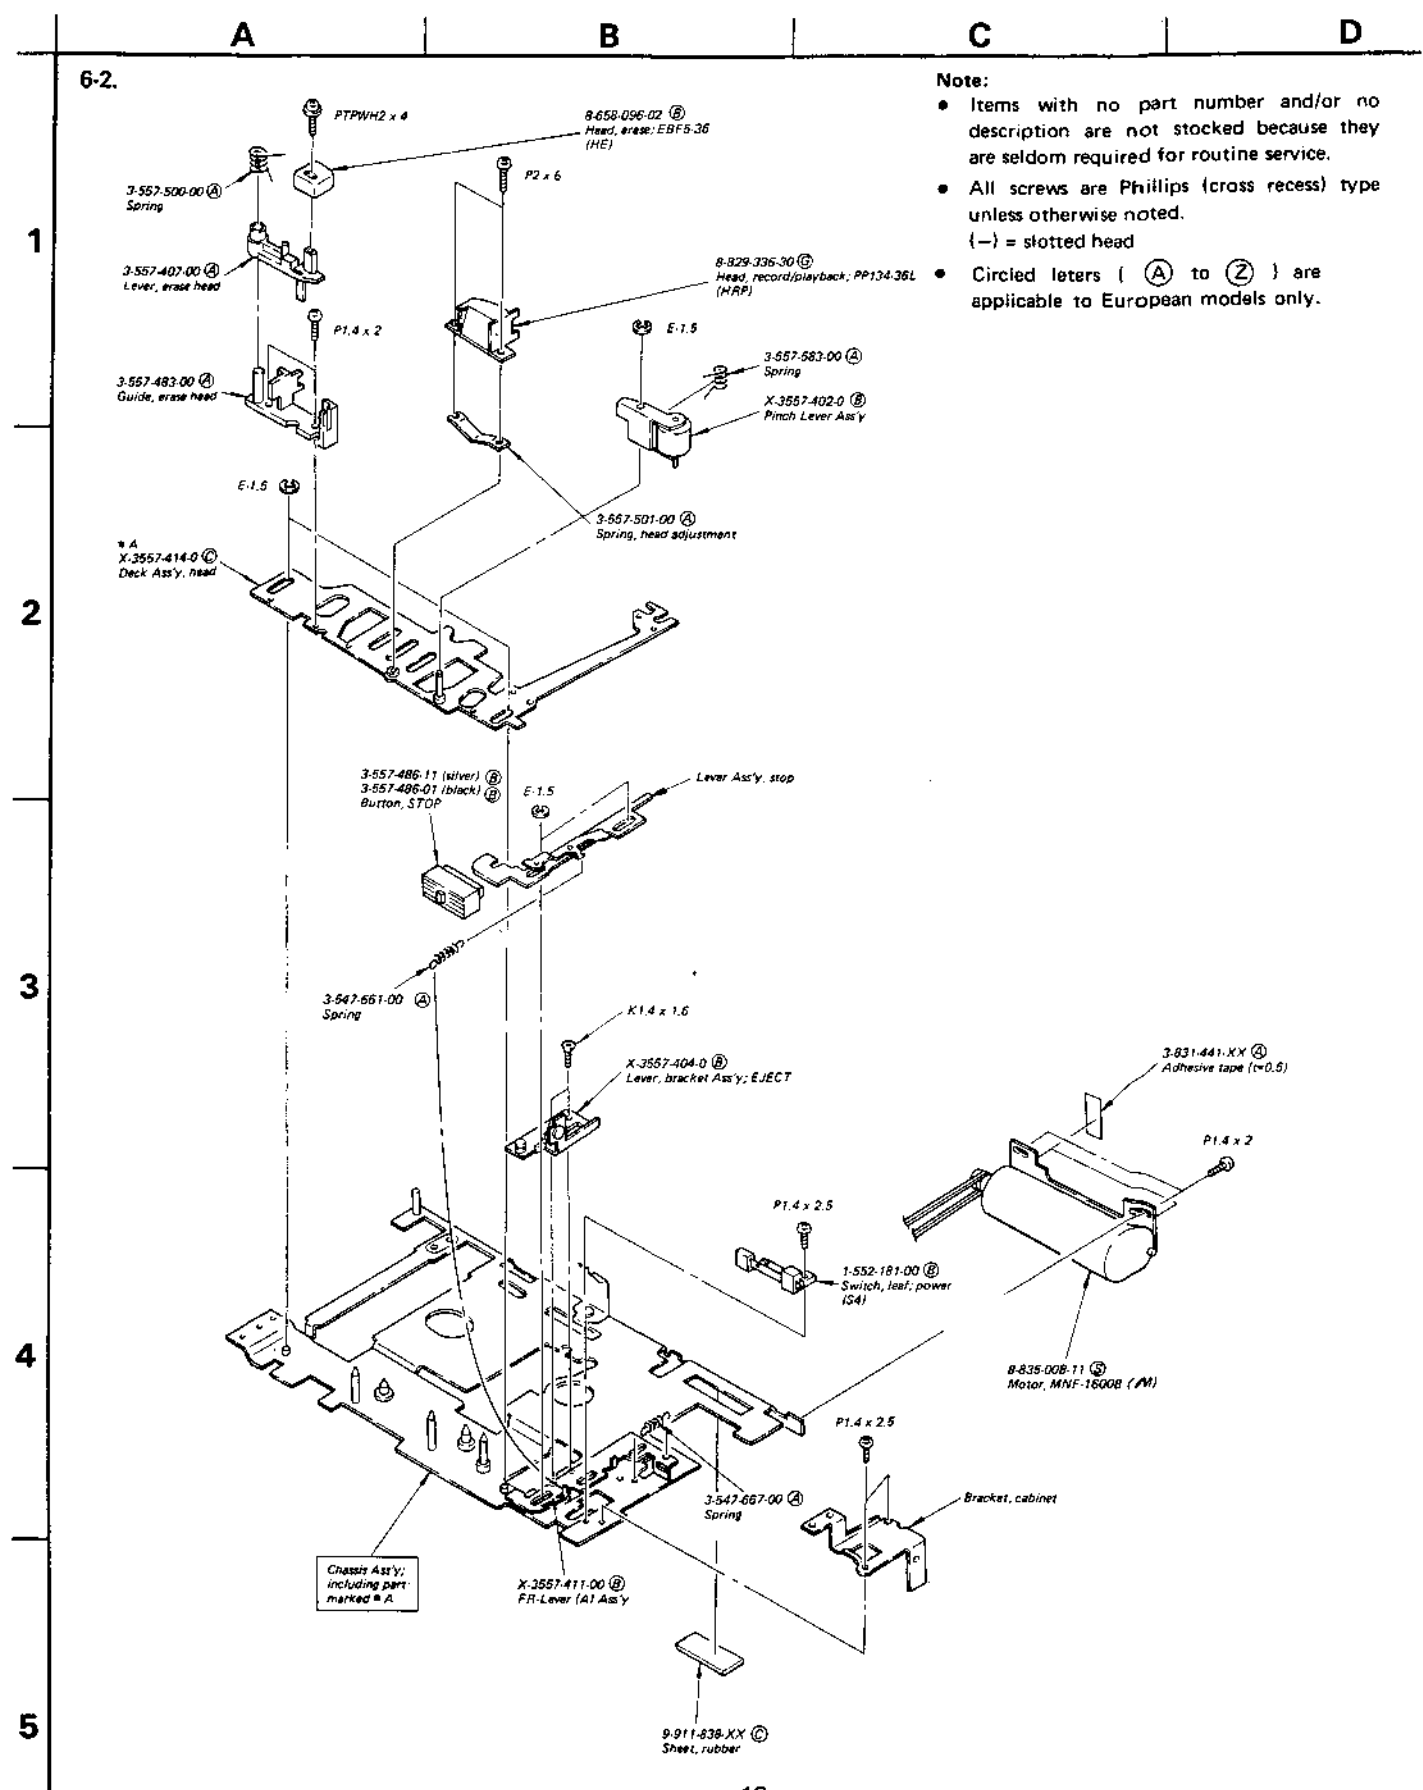 A
B
C
D
6-2.
Note:
● Items with no part number and/or no
description are not stocked because they
are seldom required for routine service.
● All screws are Phillips (cross recess) type
unless otherwise noted.
(−) = slotted head
● Circled leters ( Ⓐ to Ⓩ ) are
applicable to European models only.
1
PTPWH2 x 4
8-658-096-02 Ⓑ
Head, erase; EBF5-36
(HE)
P2 x 6
3-557-500-00 Ⓐ
Spring
3-557-407-00 Ⓐ
Lever, erase head
P1.4 x 2
8-829-336-30 Ⓖ
Head, record/playback; PP134-36L
(HRP)
E-1.5
3-557-583-00 Ⓐ
Spring
3-557-483-00 Ⓐ
Guide, erase head
X-3557-402-0 Ⓑ
Pinch Lever Ass'y
2
E-1.5
3-557-501-00 Ⓐ
Spring, head adjustment
* A
X-3557-414-0 Ⓒ
Deck Ass'y, head
3-557-486-11 (silver) Ⓑ
3-557-486-01 (black) Ⓑ
Button, STOP
E-1.5
Lever Ass'y, stop
3
3-547-661-00 Ⓐ
Spring
K1.4 x 1.6
X-3557-404-0 Ⓑ
Lever, bracket Ass'y; EJECT
3-831-441-XX Ⓐ
Adhesive tape (t=0.5)
P1.4 x 2
4
P1.4 x 2.5
1-552-181-00 Ⓑ
Switch, leaf; power
(S4)
8-835-008-11 Ⓢ
Motor, MNF-1600B (M)
P1.4 x 2.5
3-547-667-00 Ⓐ
Spring
Bracket, cabinet
5
Chassis Ass'y;
including part
marked * A
X-3557-411-00 Ⓑ
FR-Lever (A) Ass'y
9-911-838-XX Ⓒ
Sheet, rubber